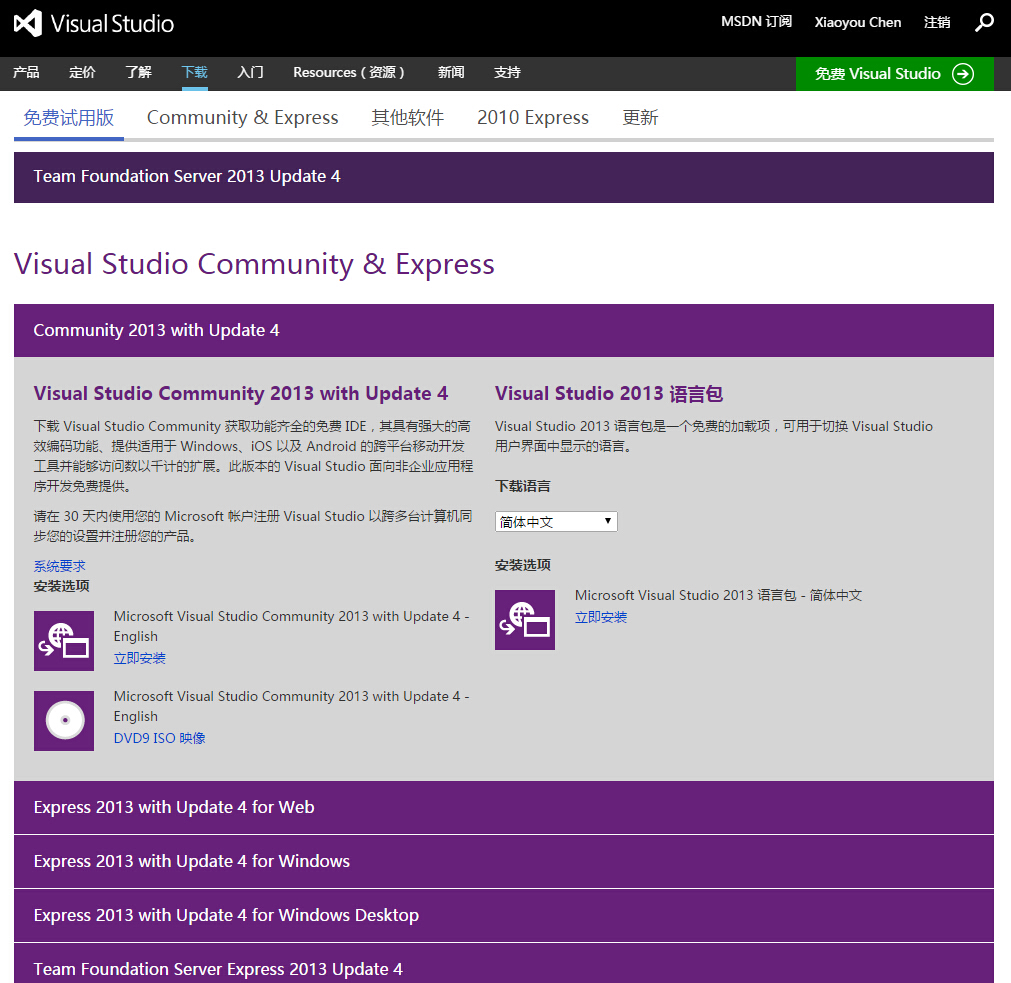 Visual Studio
MSDN 订阅 Xiaoyou Chen 注销
产品 定价 了解 下载 入门 Resources ( 资源 ) 新闻 支持
免费 Visual Studio
免费试用版 Community & Express 其他软件 2010 Express 更新
Team Foundation Server 2013 Update 4
Visual Studio Community & Express
Community 2013 with Update 4
Visual Studio Community 2013 with Update 4
下载 Visual Studio Community 获取功能齐全的免费 IDE，其具有强大的高
效编码功能、提供适用于 Windows、iOS 以及 Android 的跨平台移动开发
工具并能够访问数以千计的扩展。此版本的 Visual Studio 面向非企业应用程
序开发免费提供。
请在 30 天内使用您的 Microsoft 帐户注册 Visual Studio 以跨多台计算机同
步您的设置并注册您的产品。
系统要求
安装选项
Microsoft Visual Studio Community 2013 with Update 4 -
English
立即安装
Microsoft Visual Studio Community 2013 with Update 4 -
English
DVD9 ISO 映像
Visual Studio 2013 语言包
Visual Studio 2013 语言包是一个免费的加载项，可用于切换 Visual Studio
用户界面中显示的语言。
下载语言
简体中文
安装选项
Microsoft Visual Studio 2013 语言包 - 简体中文
立即安装
Express 2013 with Update 4 for Web
Express 2013 with Update 4 for Windows
Express 2013 with Update 4 for Windows Desktop
Team Foundation Server Express 2013 Update 4